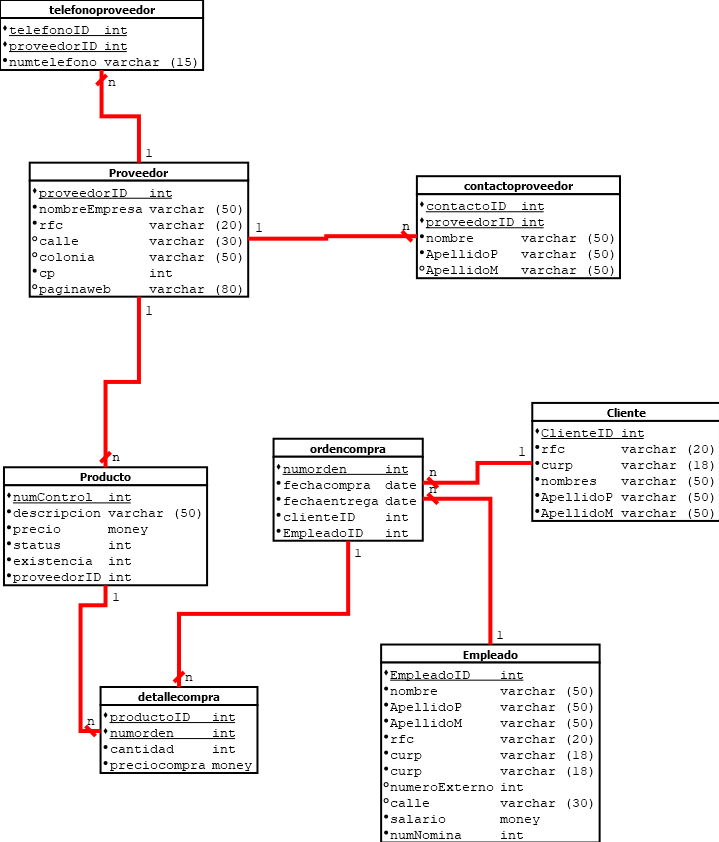 telefonoproveedor
telefonoID int
proveedorID int
numtelefono varchar (15)
n
1
Proveedor
proveedorID int
nombreEmpresa varchar (50)
rfc varchar (20)
calle varchar (30)
colonia varchar (50)
cp int
paginaweb varchar (80)
1
n
contactoproveedor
contactoID int
proveedorID int
nombre varchar (50)
ApellidoP varchar (50)
ApellidoM varchar (50)
1
n
Producto
numControl int
descripcion varchar (50)
precio money
status int
existencia int
proveedorID int
1
ordencompra
numorden int
fechacompra date
fechaentrega date
clienteID int
EmpleadoID int
n
n
1
1
Cliente
ClienteID int
rfc varchar (20)
curp varchar (18)
nombres varchar (50)
ApellidoP varchar (50)
ApellidoM varchar (50)
n
n
detallecompra
productoID int
numorden int
cantidad int
preciocompra money
1
Empleado
EmpleadoID int
nombre varchar (50)
ApellidoP varchar (50)
ApellidoM varchar (50)
rfc varchar (20)
curp varchar (18)
curp varchar (18)
numeroExterno int
calle varchar (30)
salario money
numNomina int